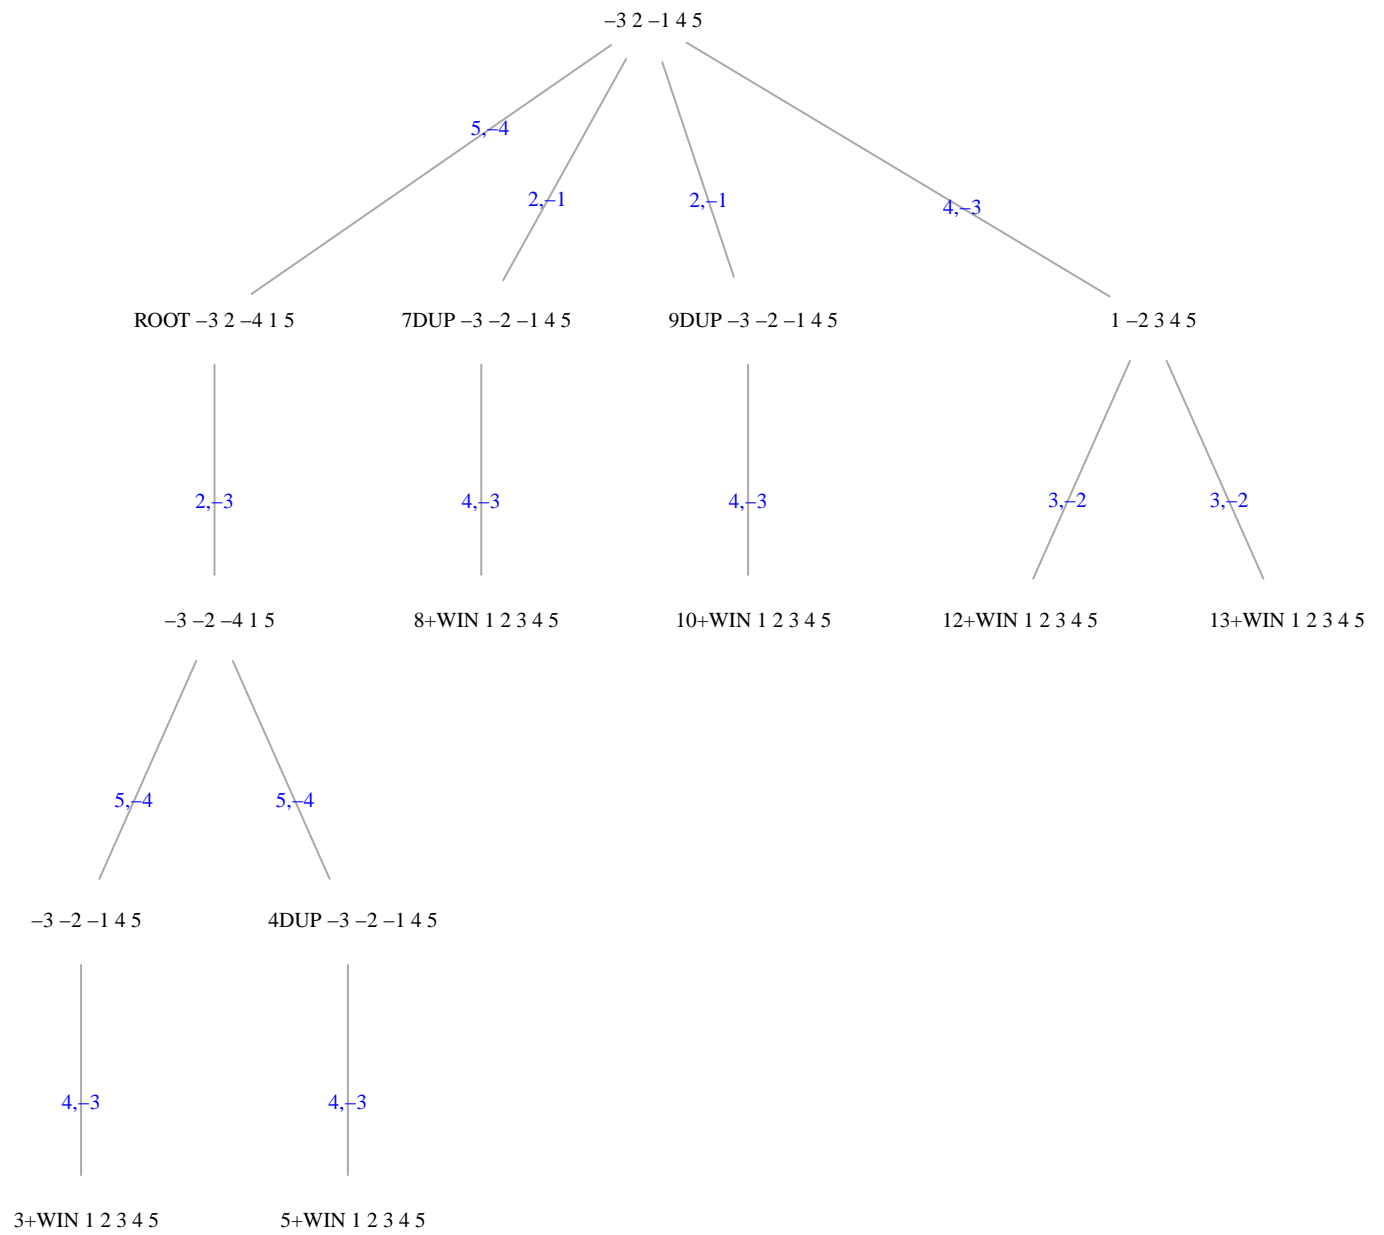 –3 2 –1 4 5
5,–4
2,–1
2,–1
4,–3
ROOT –3 2 –4 1 5
7DUP –3 –2 –1 4 5
9DUP –3 –2 –1 4 5
1 –2 3 4 5
2,–3
4,–3
4,–3
3,–2
3,–2
–3 –2 –4 1 5
8+WIN 1 2 3 4 5
10+WIN 1 2 3 4 5
12+WIN 1 2 3 4 5
13+WIN 1 2 3 4 5
5,–4
5,–4
–3 –2 –1 4 5
4DUP –3 –2 –1 4 5
4,–3
4,–3
3+WIN 1 2 3 4 5
5+WIN 1 2 3 4 5